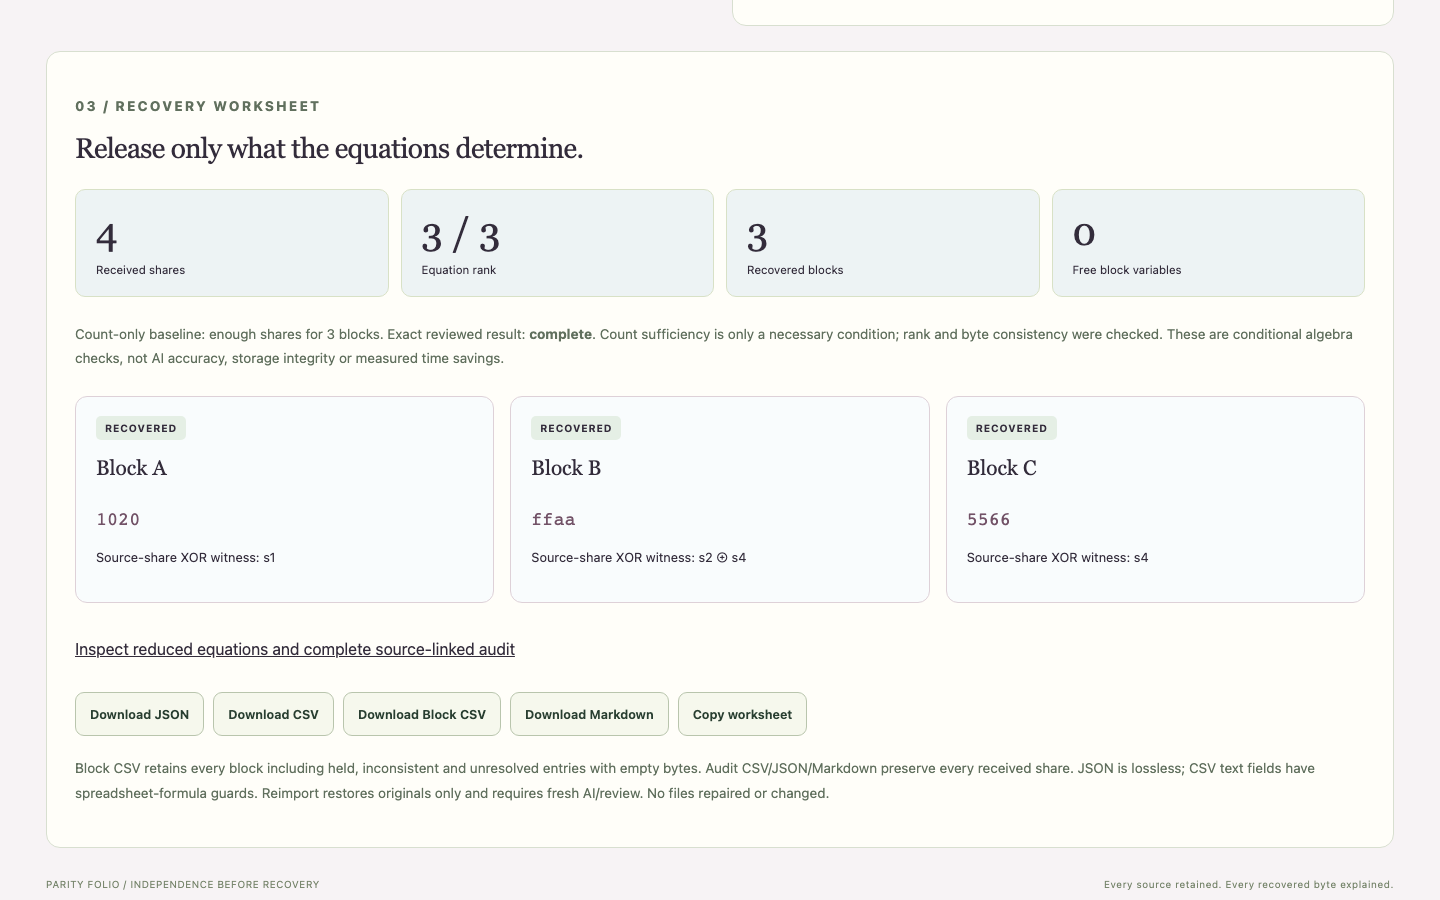 03 / RECOVERY WORKSHEET
Release only what the equations determine.
4
Received shares
3 / 3
Equation rank
3
Recovered blocks
0
Free block variables
Count-only baseline: enough shares for 3 blocks. Exact reviewed result: complete. Count sufficiency is only a necessary condition; rank and byte consistency were checked. These are conditional algebra
checks, not AI accuracy, storage integrity or measured time savings.
RECOVERED
Block A
1020
Source-share XOR witness: s1
RECOVERED
Block B
ffaa
Source-share XOR witness: s2 ⊕ s4
RECOVERED
Block C
5566
Source-share XOR witness: s4
Inspect reduced equations and complete source-linked audit
Download JSON
Download CSV
Download Block CSV
Download Markdown
Copy worksheet
Block CSV retains every block including held, inconsistent and unresolved entries with empty bytes. Audit CSV/JSON/Markdown preserve every received share. JSON is lossless; CSV text fields have
spreadsheet-formula guards. Reimport restores originals only and requires fresh AI/review. No files repaired or changed.
PARITY FOLIO / INDEPENDENCE BEFORE RECOVERY
Every source retained. Every recovered byte explained.